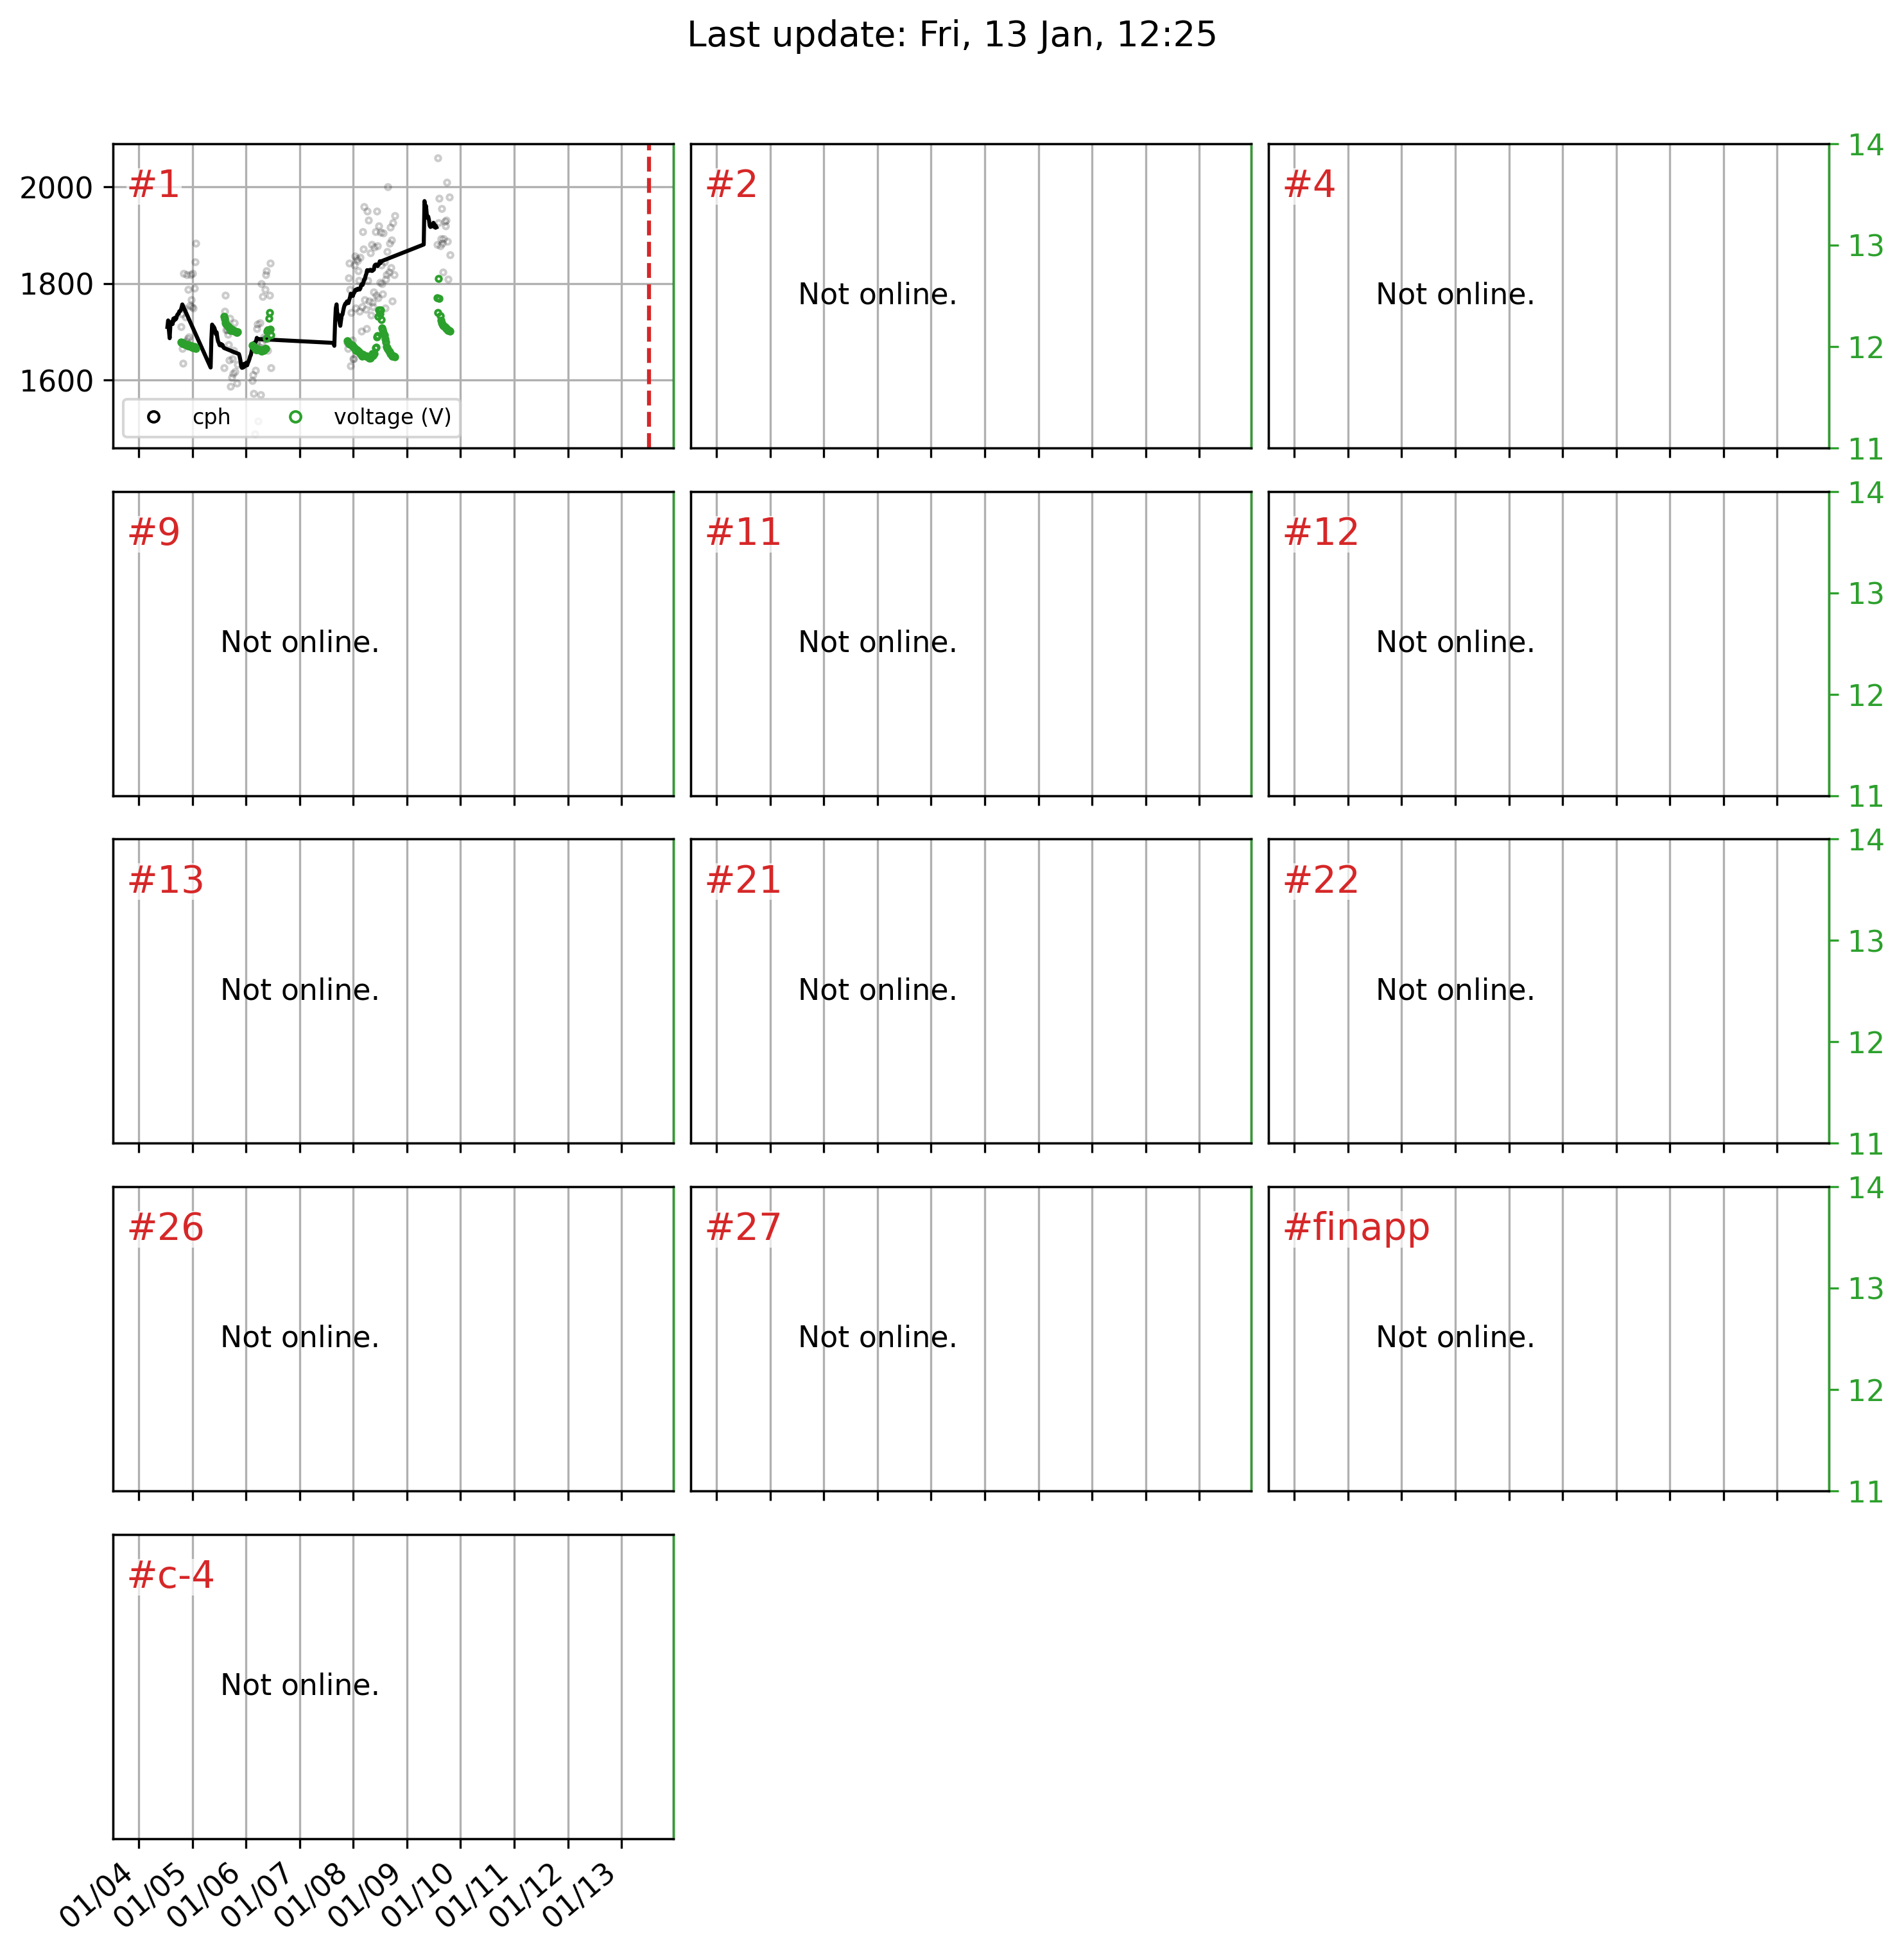 Last update: Fri, 13 Jan, 12:25
#1
2000
1800
1600
cph
voltage (V)
#2
Not online.
#4
Not online.
14
13
12
11
#9
Not online.
#11
Not online.
#12
Not online.
14
13
12
11
#13
Not online.
#21
Not online.
#22
Not online.
14
13
12
11
#26
Not online.
#27
Not online.
#finapp
Not online.
14
13
12
11
#c-4
Not online.
01/04
01/05
01/06
01/07
01/08
01/09
01/10
01/11
01/12
01/13